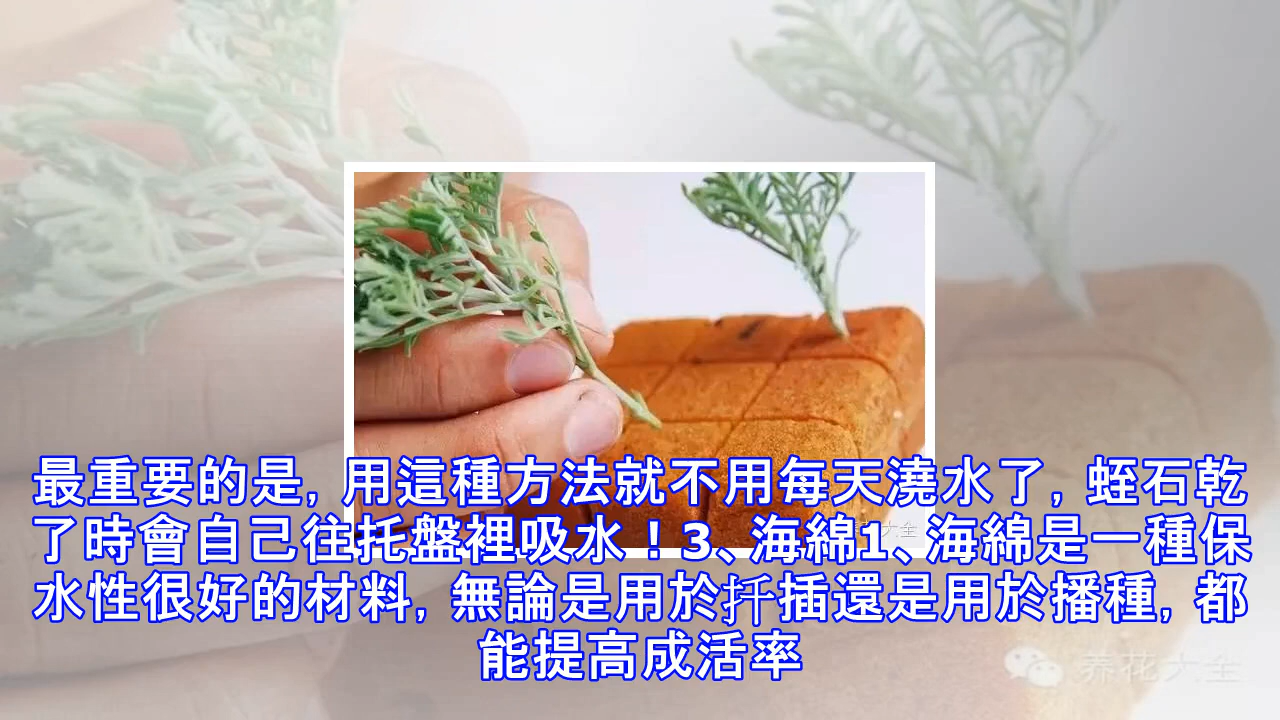 最重要的是, 用這種方法就不用每天澆水了, 蛭石乾
了時會自己往托盤裡吸水！3､海綿1､海綿是一種保
水性很好的材料, 無論是用於扦插還是用於播種, 都
能提高成活率
大全
养花大全